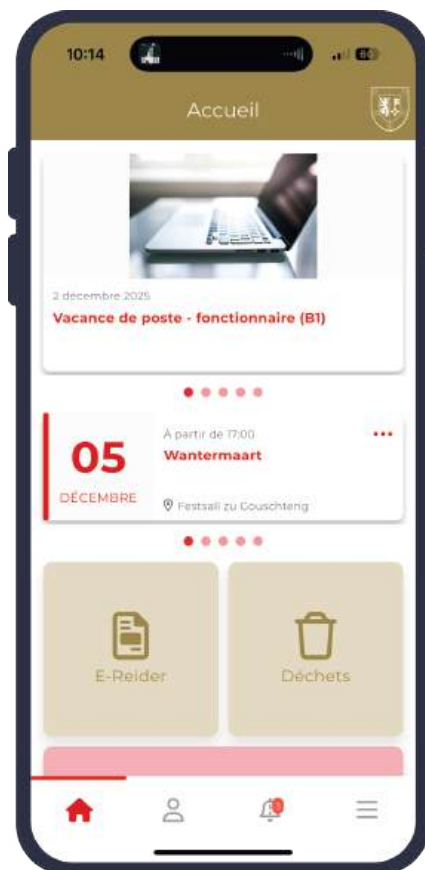 10:14
60
Accueil
2 décembre 2025
Vacance de poste - fonctionnaire (B1)
À partir de 17:00
05
Wantermaart
DÉCEMBRE
Festsall zu Gouschteng
E-Reider
Déchets